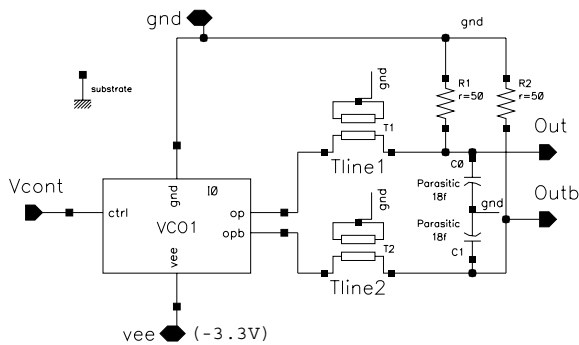 gnd
gnd
substrate
gnd
R1
r=50
R2
r=50
T1
Out
Tline1
C0
Vcont
gnd
I0
Parasitic
18f
ctrl
VCO1
op
opb
gnd
gnd
Outb
Parasitic
18f
vee
T2
C1
Tline2
vee (-3.3V)